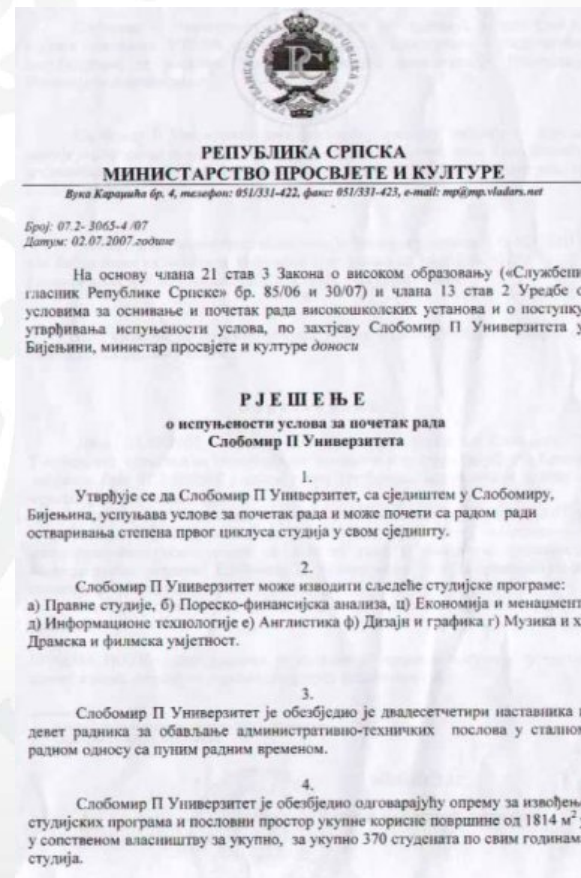 РЕПУБЛИКА СРПСКА
МИНИСТАРСТВО ПРОСВЈЕТЕ И КУЛТУРЕ
Вука Караџића бр. 4, телефон: 051/331-422, факс: 051/331-423, e-mail: mp@mp.vladars.net
Број: 07.2- 3065-4 /07
Датум: 02.07.2007.године
На основу члана 21 став 3 Закона о високом образовању («Службени
гласник Републике Српске» бр. 85/06 и 30/07) и члана 13 став 2 Уредбе о
условима за оснивање и почетак рада високошколских установа и о поступку
утврђивања испуњености услова, по захтјеву Слобомир П Универзитета у
Бијељини, министар просвјете и културе доноси
РЈЕШЕЊЕ
о испуњености услова за почетак рада
Слобомир П Универзитета
1.
Утврђује се да Слобомир П Универзитет, са сједиштем у Слобомиру,
Бијељина, успуњава услове за почетак рада и може почети са радом ради
остваривања степена првог циклуса студија у свом сједишту.
2.
Слобомир П Универзитет може изводити сљедеће студијске програме:
а) Правне студије, б) Пореско-финансијска анализа, ц) Економија и менаџмент
д) Информационе технологије е) Англистика ф) Дизајн и графика г) Музика и х
Драмска и филмска умјетност.
3.
Слобомир П Универзитет је обезбједио је двадесетчетири наставника и
девет радника за обављање административно-техничких послова у сталном
радном односу са пуним радним временом.
4.
Слобомир П Универзитет је обезбједио одговарајућу опрему за извођење
студијских програма и пословни простор укупне корисне површине од 1814 м²
у сопственом власништву за укупно, за укупно 370 студената по свим годинама
студија.